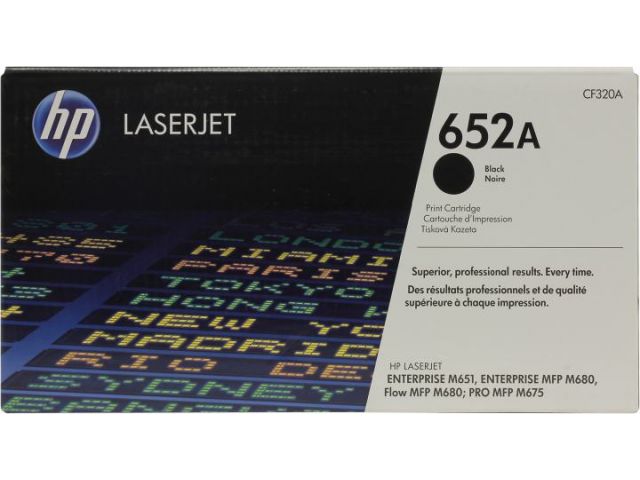 hp
LASERJET
CF320A
652A
Black
Noire
Print Cartridge
Cartouche d'Impression
Tisková Kazeta
Superior, professional results. Every time.
Des résultats professionnels et de qualité
supérieure à chaque impression.
HP LASERJET
ENTERPRISE M651, ENTERPRISE MFP M680,
Flow MFP M680; PRO MFP M675
LONDON
MIAMI
PARIS
TOKYO
HONG
NEW YO
MADRID
RIO DE
SYDNEY